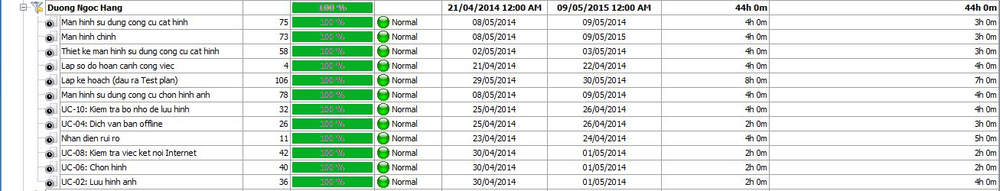 Duong Ngoc Hang 100 % 21/04/2014 12:00 AM 09/05/2015 12:00 AM 44h 0m 44h 0m
Man hinh su dung cong cu cat hinh 75 100 % Normal 08/05/2014 09/05/2014 4h 0m 3h 0m
Man hinh chinh 73 100 % Normal 08/05/2014 09/05/2015 4h 0m 3h 0m
Thiet ke man hinh su dung cong cu cat hinh 58 100 % Normal 02/05/2014 03/05/2014 4h 0m 3h 0m
Lap so do hoan canh cong viec 4 100 % Normal 21/04/2014 22/04/2014 4h 0m 4h 0m
Lap ke hoach (dau ra Test plan) 106 100 % Normal 29/05/2014 30/05/2014 8h 0m 7h 0m
Man hinh su dung cong cu chon hinh anh 78 100 % Normal 08/05/2014 09/05/2014 4h 0m 3h 0m
UC-10: Kiem tra bo nho de luu hinh 32 100 % Normal 25/04/2014 26/04/2014 4h 0m 4h 0m
UC-04: Dich van ban offline 26 100 % Normal 25/04/2014 26/04/2014 2h 0m 3h 0m
Nhan dien rui ro 11 100 % Normal 23/04/2014 24/04/2014 4h 0m 5h 0m
UC-08: Kiem tra viec ket noi Internet 42 100 % Normal 30/04/2014 01/05/2014 2h 0m 2h 0m
UC-06: Chon hinh 40 100 % Normal 30/04/2014 01/05/2014 2h 0m 3h 0m
UC-02: Luu hinh anh 36 100 % Normal 30/04/2014 01/05/2014 2h 0m 4h 0m